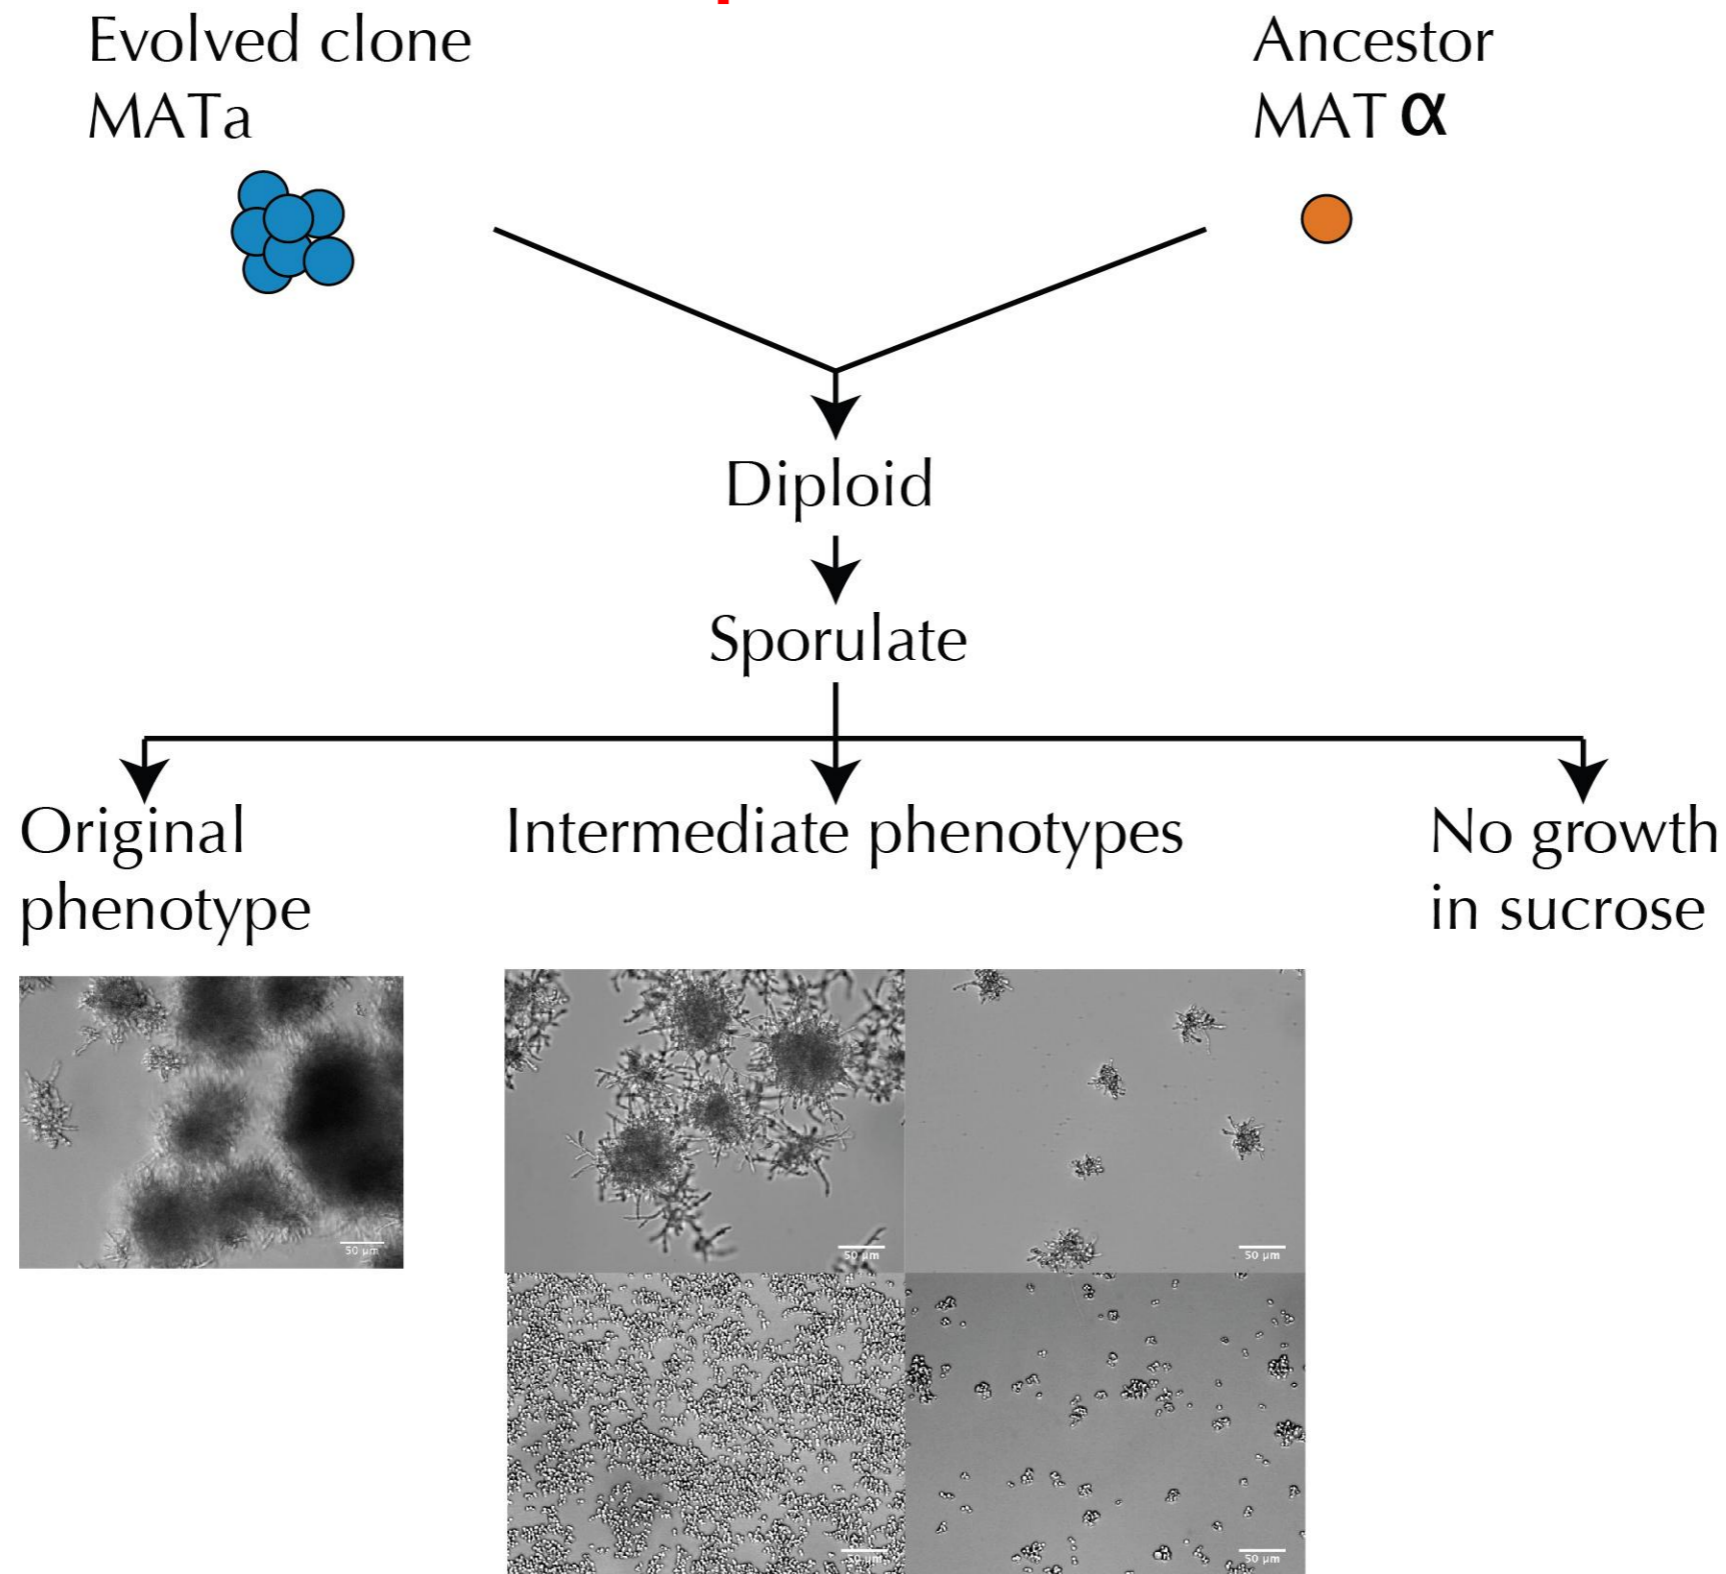 Evolved clone
MATa
Ancestor
MAT α
Diploid
Sporulate
Original
phenotype
Intermediate phenotypes
No growth
in sucrose
50 μm
50 μm
50 μm
50 μm
50 μm